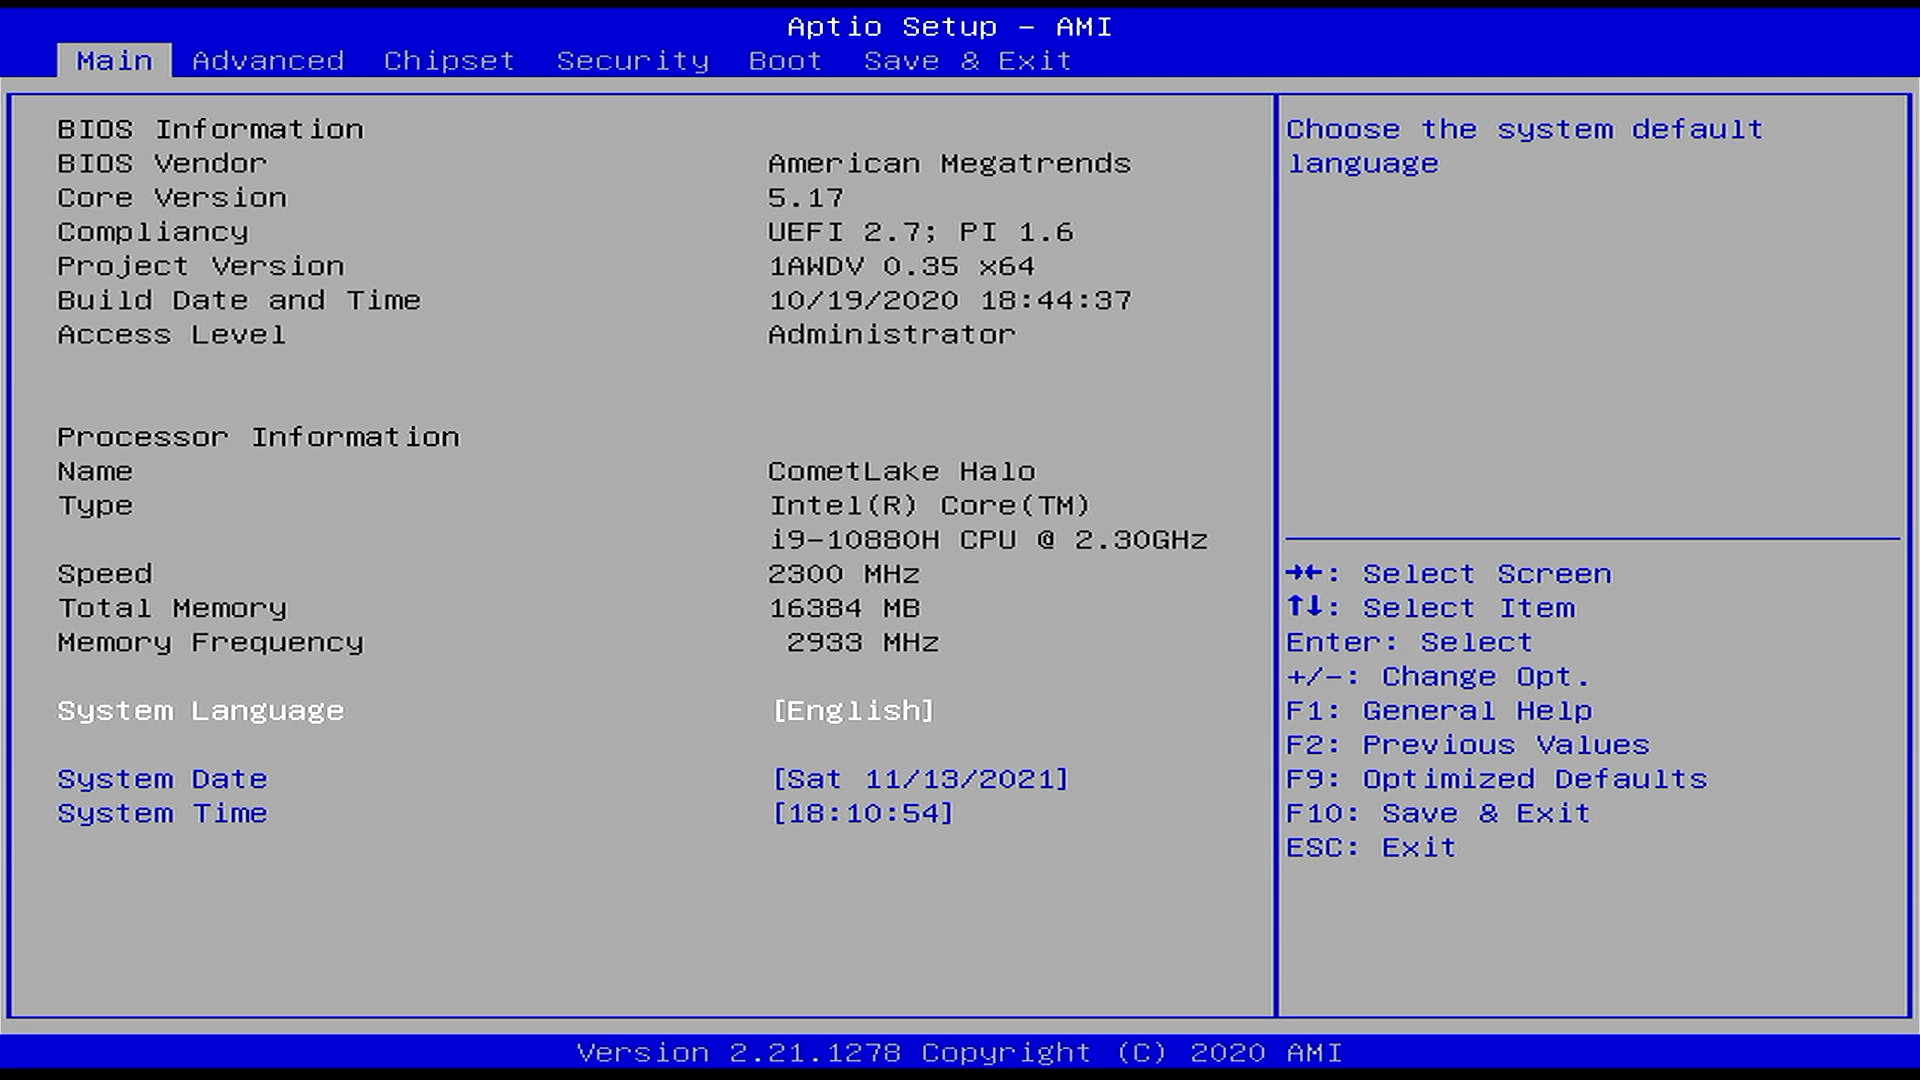 Aptio Setup - AMI
Main Advanced Chipset Security Boot Save & Exit
BIOS Information
BIOS Vendor American Megatrends
Core Version 5.17
Compliancy UEFI 2.7; PI 1.6
Project Version 1AWDV 0.35 x64
Build Date and Time 10/19/2020 18:44:37
Access Level Administrator
Processor Information
Name CometLake Halo
Type Intel(R) Core(TM)
i9-10880H CPU @ 2.30GHz
Speed 2300 MHz
Total Memory 16384 MB
Memory Frequency 2933 MHz
System Language [English]
System Date [Sat 11/13/2021]
System Time [18:10:54]
Choose the system default
language
→←: Select Screen
↑↓: Select Item
Enter: Select
+/-: Change Opt.
F1: General Help
F2: Previous Values
F9: Optimized Defaults
F10: Save & Exit
ESC: Exit
Version 2.21.1278 Copyright (C) 2020 AMI